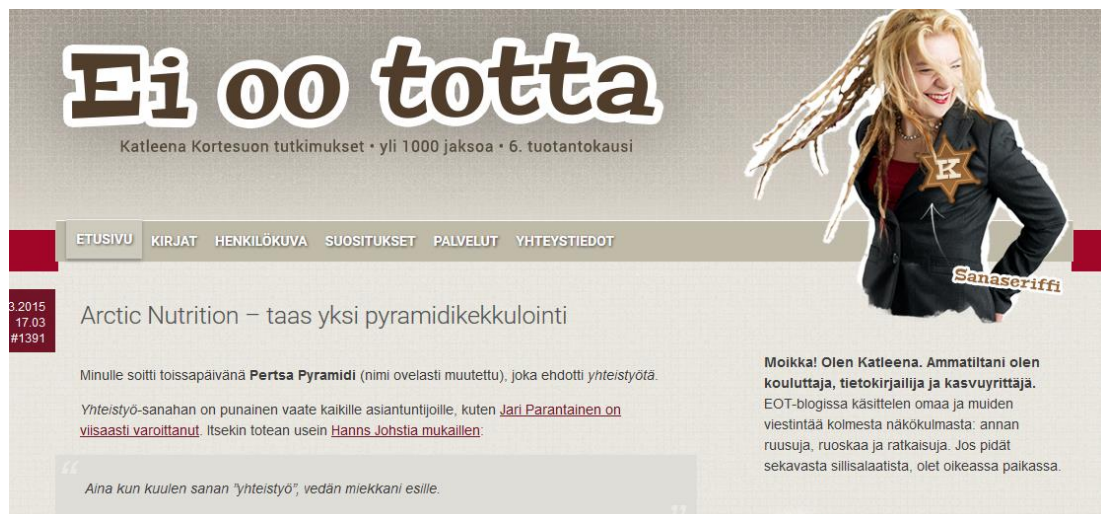 Ei oo totta
Katleena Kortesuon tutkimukset • yli 1000 jaksoa • 6. tuotantokausi
K
ETUSIVU KIRJAT HENKILÖKUVA SUOSITUKSET PALVELUT YHTEYSTIEDOT
Sanaseriffi
3.2015
17.03
#1391
Arctic Nutrition – taas yksi pyramidikekkulointi
Minulle soitti toissapäivänä Pertsa Pyramidi (nimi ovelasti muutettu), joka ehdotti yhteistyötä.
Yhteistyö-sanahan on punainen vaate kaikille asiantuntijoille, kuten Jari Parantainen on
viisaasti varoittanut. Itsekin totean usein Hanns Johstia mukaillen:
“
Aina kun kuulen sanan "yhteistyö", vedän miekkani esille.
”
Moikka! Olen Katleena. Ammatiltani olen
kouluttaja, tietokirjailija ja kasvuyrittäjä.
EOT-blogissa käsittelen omaa ja muiden
viestintää kolmesta näkökulmasta: annan
ruusuja, ruoskaa ja ratkaisuja. Jos pidät
sekavasta sillisalaatista, olet oikeassa paikassa.